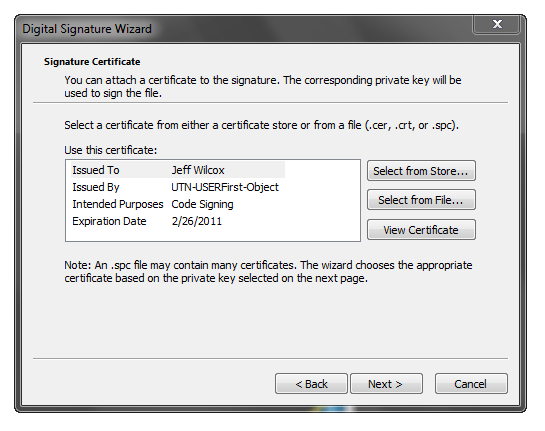 Digital Signature Wizard
Signature Certificate
You can attach a certificate to the signature. The corresponding private key will be
used to sign the file.
Select a certificate from either a certificate store or from a file (.cer, .crt, or .spc).
Use this certificate:
Issued To Jeff Wilcox
Issued By UTN-USERFirst-Object
Intended Purposes Code Signing
Expiration Date 2/26/2011
Select from Store...
Select from File...
View Certificate
Note: An .spc file may contain many certificates. The wizard chooses the appropriate
certificate based on the private key selected on the next page.
< Back Next > Cancel